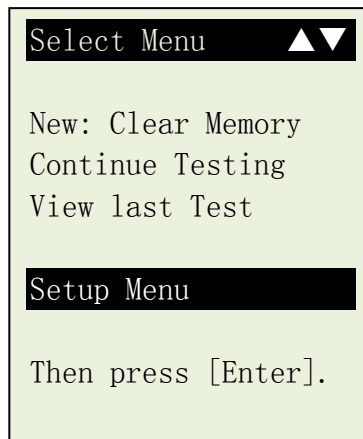 Select Menu ▲▼
New: Clear Memory
Continue Testing
View last Test
Setup Menu
Then press [Enter].